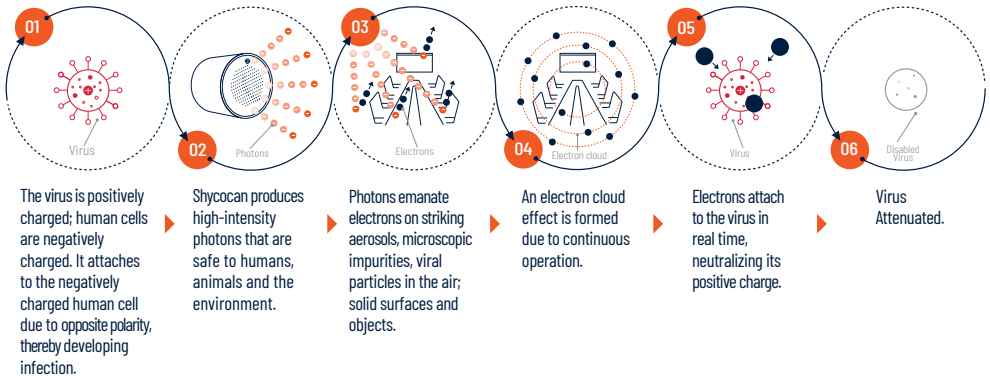 01
Virus
The virus is positively
charged; human cells
are negatively
charged. It attaches
to the negatively
charged human cell
due to opposite polarity,
thereby developing
infection.
02
Photons
Shycocan produces
high-intensity
photons that are
safe to humans,
animals and the
environment.
03
Electrons
Photons emanate
electrons on striking
aerosols, microscopic
impurities, viral
particles in the air;
solid surfaces and
objects.
04
Electron cloud
An electron cloud
effect is formed
due to continuous
operation.
05
Virus
Electrons attach
to the virus in
real time,
neutralizing its
positive charge.
06
Disabled
Virus
Virus
Attenuated.